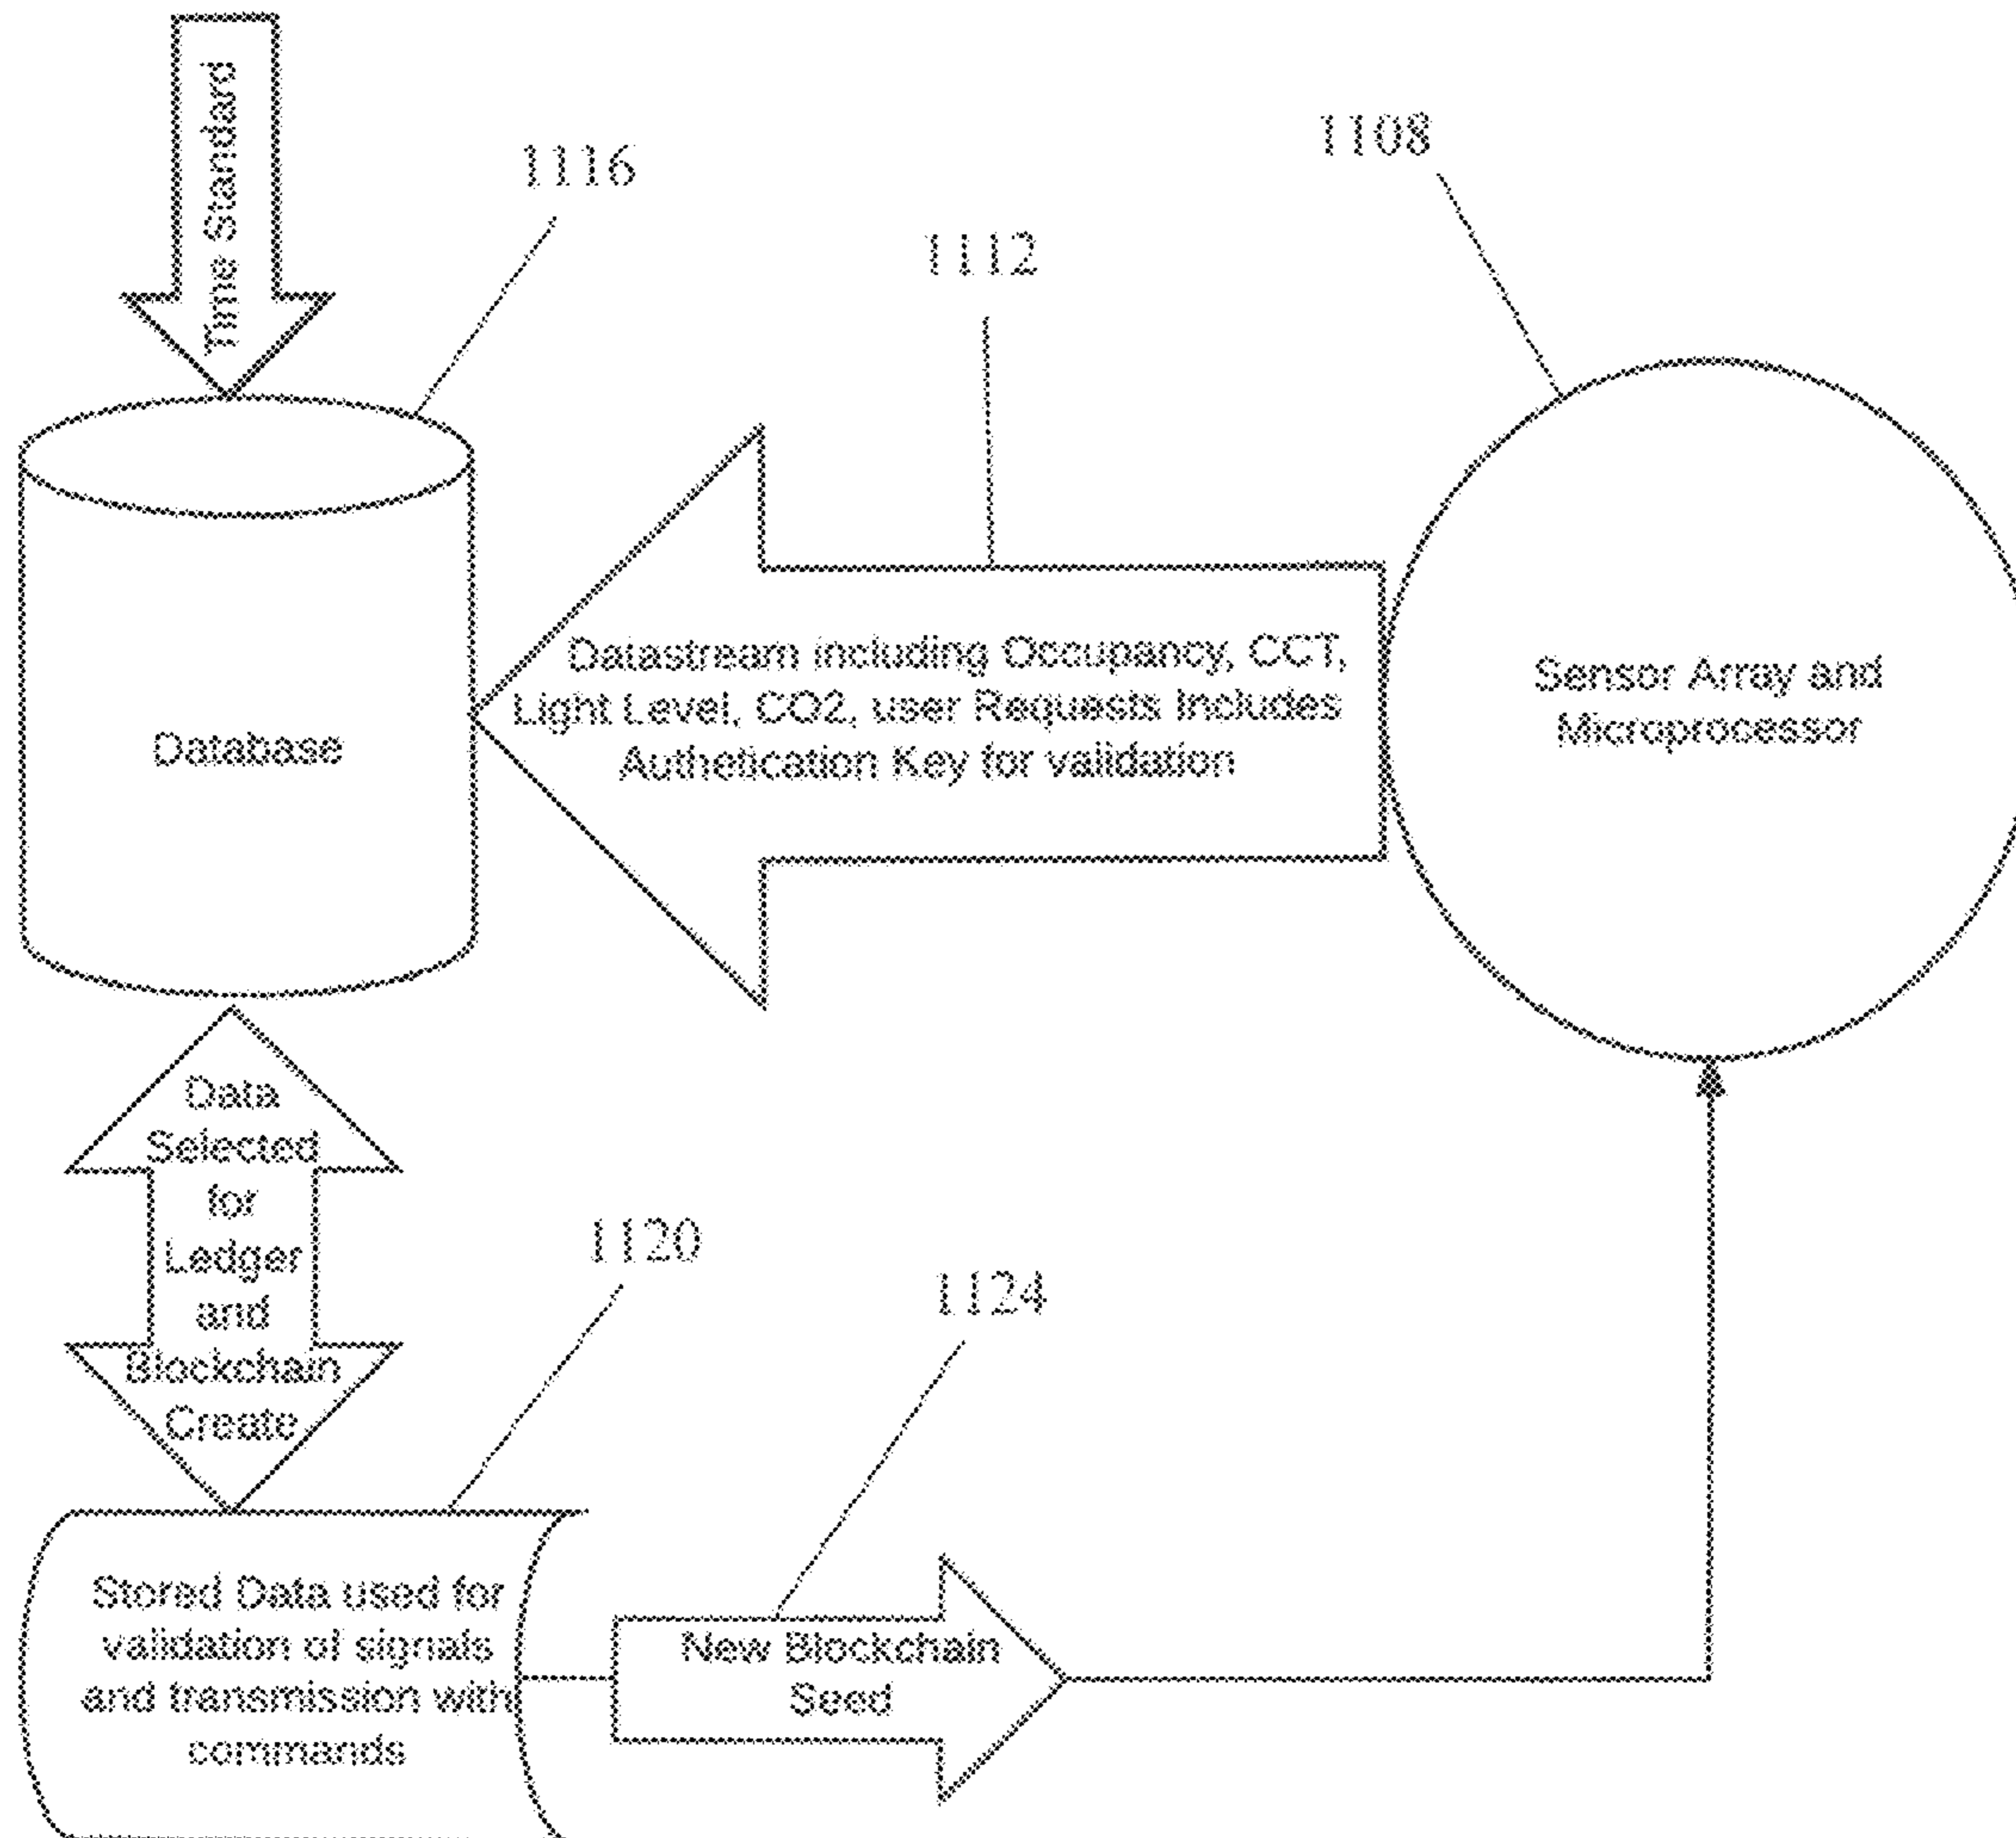 Time Standard
1116
1112
1108
Datastream including Occupancy, CCT,
Light Level, CO2, user Requests Includes
Authetication Key for validation
Sensor Array and
Microprocessor
Database
Data
Selected
for
Ledger
and
Blockchain
Create
1120
1124
Stored Data used for
validation of signals
and transmission with
commands
New Blockchain
Seed